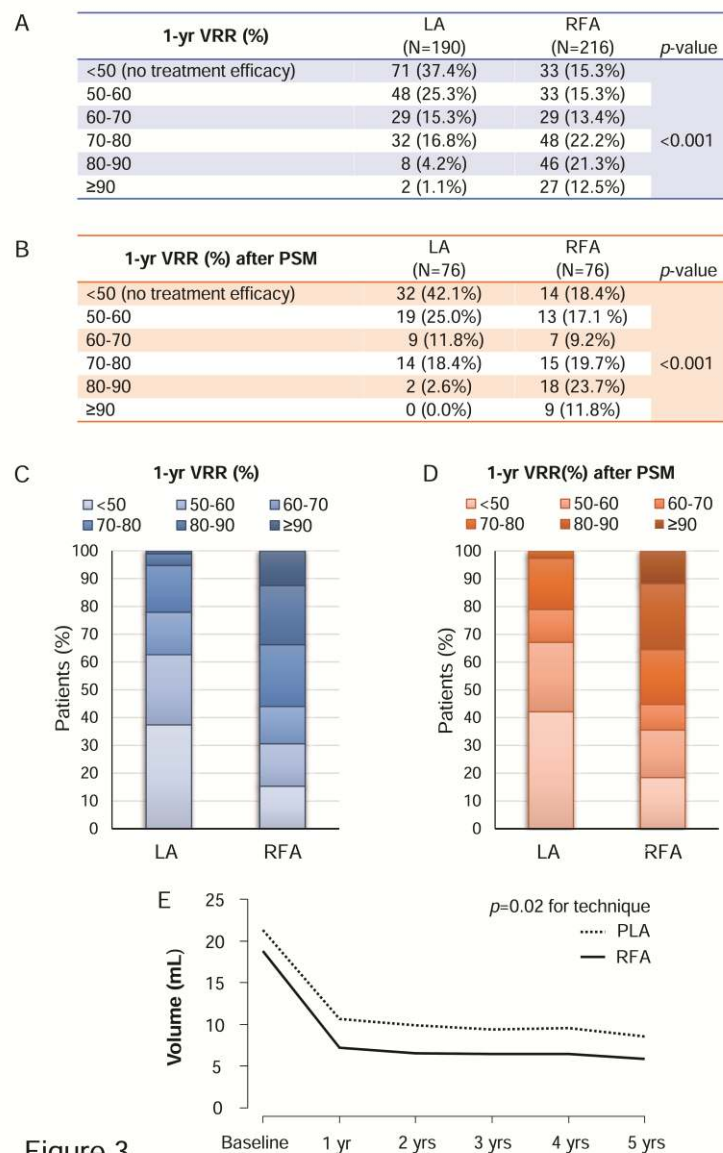 A
1-yr VRR (%) LA (N=190) RFA (N=216) p-value
<50 (no treatment efficacy) 71 (37.4%) 33 (15.3%)
50-60 48 (25.3%) 33 (15.3%)
60-70 29 (15.3%) 29 (13.4%)
70-80 32 (16.8%) 48 (22.2%) <0.001
80-90 8 (4.2%) 46 (21.3%)
≥90 2 (1.1%) 27 (12.5%)
B
1-yr VRR (%) after PSM LA (N=76) RFA (N=76) p-value
<50 (no treatment efficacy) 32 (42.1%) 14 (18.4%)
50-60 19 (25.0%) 13 (17.1 %)
60-70 9 (11.8%) 7 (9.2%)
70-80 14 (18.4%) 15 (19.7%) <0.001
80-90 2 (2.6%) 18 (23.7%)
≥90 0 (0.0%) 9 (11.8%)
C
1-yr VRR (%)
<50 50-60 60-70
70-80 80-90 ≥90
Patients (%)
100
90
80
70
60
50
40
30
20
10
0
LA RFA
D
1-yr VRR(%) after PSM
<50 50-60 60-70
70-80 80-90 ≥90
Patients (%)
100
90
80
70
60
50
40
30
20
10
0
LA RFA
E
p=0.02 for technique
PLA
RFA
Volume (mL)
25
20
15
10
5
0
Baseline 1 yr 2 yrs 3 yrs 4 yrs 5 yrs
Figure 3